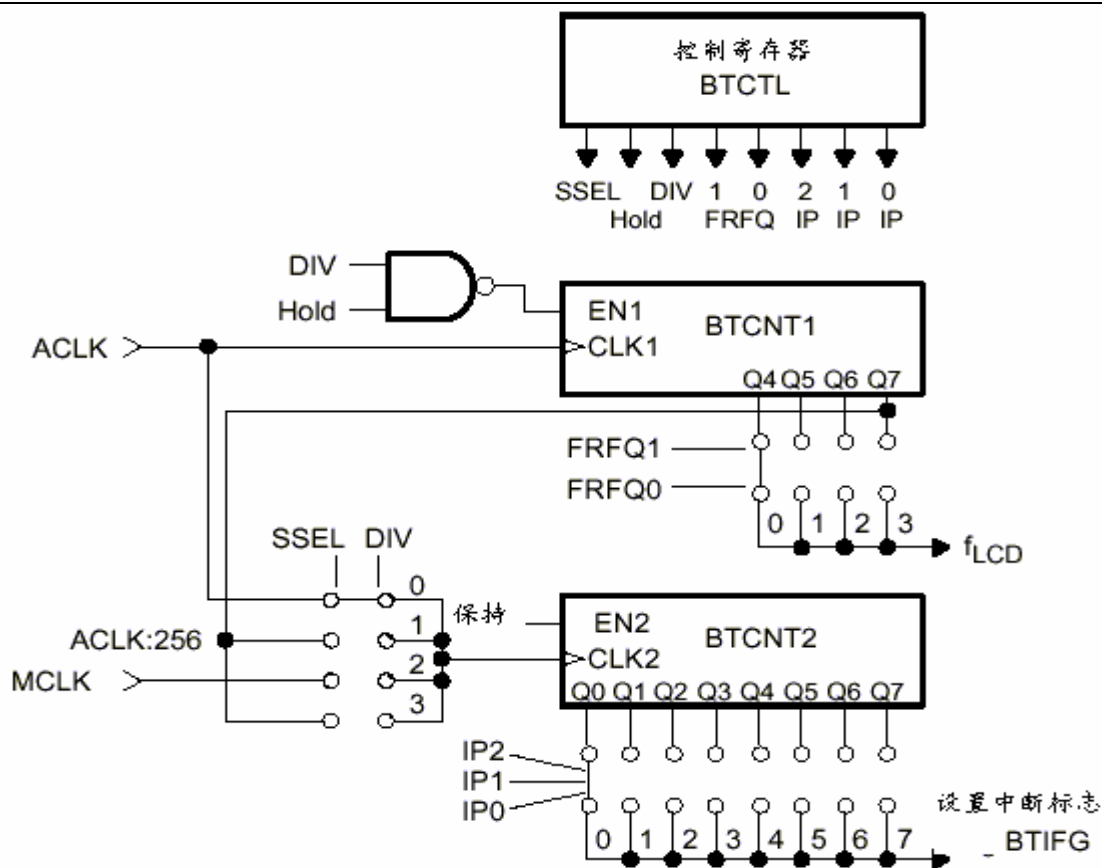 控制寄存器
BTCTL
SSEL DIV 1 0 2 1 0
Hold FRFQ IP IP IP
DIV
Hold
EN1
BTCNT1
ACLK
CLK1
Q4 Q5 Q6 Q7
FRFQ1
FRFQ0
0 1 2 3
fLCD
SSEL DIV
0
保持
EN2
BTCNT2
1
ACLK:256
CLK2
2
MCLK
Q0 Q1 Q2 Q3 Q4 Q5 Q6 Q7
3
IP2
IP1
IP0
设置中断标志
0 1 2 3 4 5 6 7
BTIFG